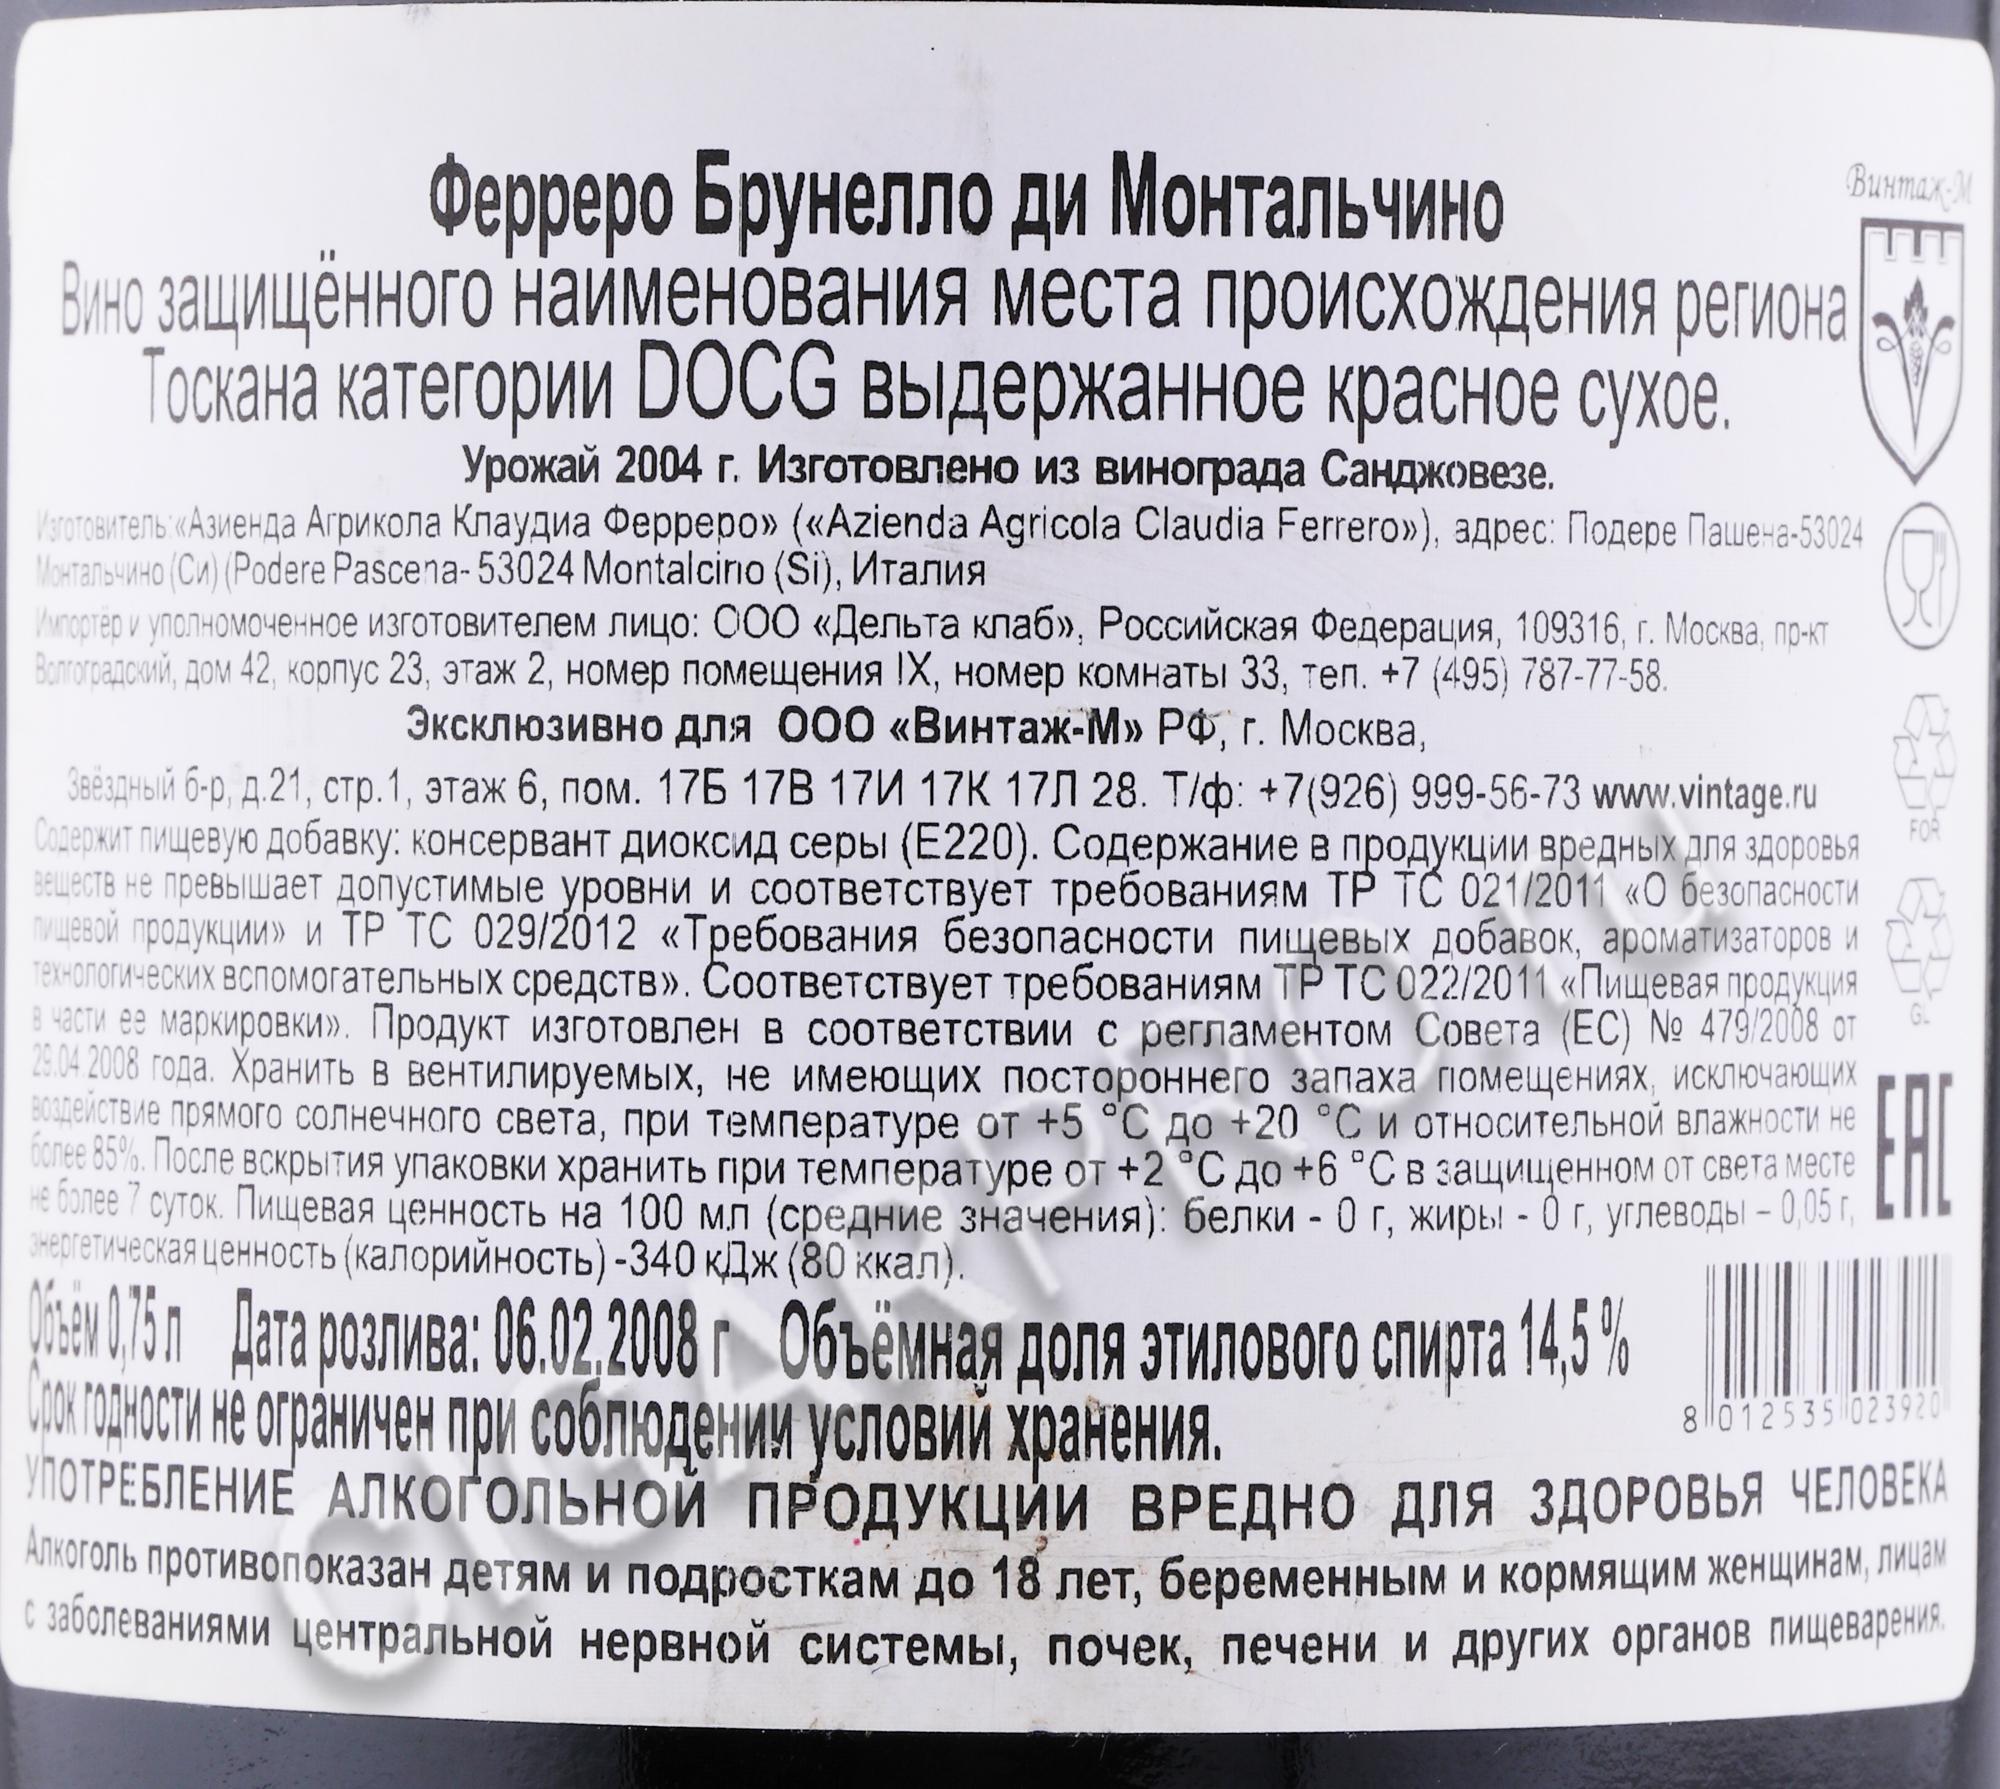 Ферреро Брунелло ди Монтальчино
Винтаж-М
Вино защищённого наименования места происхождения региона
Тоскана категории DOCG выдержанное красное сухое.
Урожай 2004 г. Изготовлено из винограда Санджовезе.
Изготовитель:«Азиенда Агрикола Клаудиа Ферреро» («Azienda Agricola Claudia Ferrero»), адрес: Подере Пашена-53024
Монтальчино (Си) (Podere Pascena- 53024 Montalcino (Si), Италия
Импортёр и уполномоченное изготовителем лицо: ООО «Дельта клаб», Российская Федерация, 109316, г. Москва, пр-кт
Волгоградский, дом 42, корпус 23, этаж 2, номер помещения IX, номер комнаты 33, тел. +7 (495) 787-77-58.
Эксклюзивно для ООО «Винтаж-М» РФ, г. Москва,
Звёздный б-р, д.21, стр.1, этаж 6, пом. 17Б 17В 17И 17К 17Л 28. Т/ф: +7(926) 999-56-73 www.vintage.ru
FOR
Содержит пищевую добавку: консервант диоксид серы (Е220). Содержание в продукции вредных для здоровья
веществ не превышает допустимые уровни и соответствует требованиям ТР ТС 021/2011 «О безопасности
пищевой продукции» и ТР ТС 029/2012 «Требования безопасности пищевых добавок, ароматизаторов и
технологических вспомогательных средств». Соответствует требованиям ТР ТС 022/2011 «Пищевая продукция
в части ее маркировки». Продукт изготовлен в соответствии с регламентом Совета (ЕС) № 479/2008 от
GL
29.04.2008 года. Хранить в вентилируемых, не имеющих постороннего запаха помещениях, исключающих
воздействие прямого солнечного света, при температуре от +5 °C до +20 °C и относительной влажности не
более 85%. После вскрытия упаковки хранить при температуре от +2 °C до +6 °C в защищенном от света месте
не более 7 суток. Пищевая ценность на 100 мл (средние значения): белки - 0 г, жиры - 0 г, углеводы – 0,05 г,
EAC
энергетическая ценность (калорийность) -340 кДж (80 ккал).
Объём 0,75 л Дата розлива: 06.02.2008 г Объёмная доля этилового спирта 14,5 %
8 012535 023920
Срок годности не ограничен при соблюдении условий хранения.
УПОТРЕБЛЕНИЕ АЛКОГОЛЬНОЙ ПРОДУКЦИИ ВРЕДНО ДЛЯ ЗДОРОВЬЯ ЧЕЛОВЕКА
Алкоголь противопоказан детям и подросткам до 18 лет, беременным и кормящим женщинам, лицам
с заболеваниями центральной нервной системы, почек, печени и других органов пищеварения.
CIGARPRO.ru